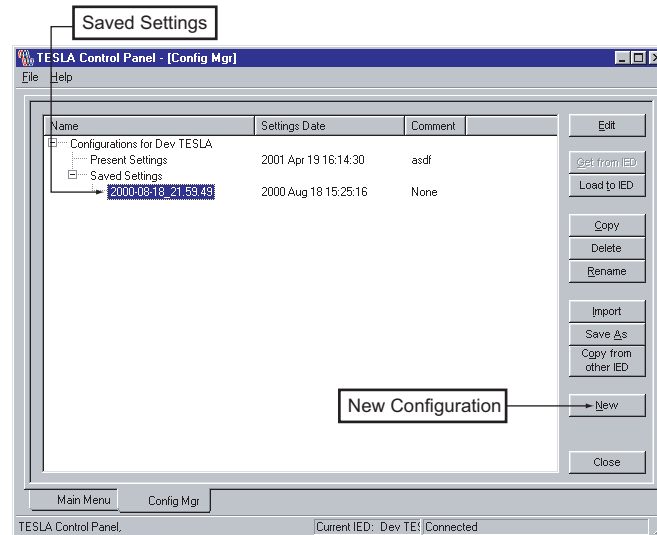 Saved Settings
TESLA Control Panel - [Config Mgr]
File Help
Name Settings Date Comment
Configurations for Dev TESLA
Present Settings 2001 Apr 19 16:14:30 asdf
Saved Settings
2000-08-18_21.59.49 2000 Aug 18 15:25:16 None
Edit
Get from IED
Load to IED
Copy
Delete
Rename
Import
Save As
Copy from
other IED
New Configuration
New
Close
Main Menu Config Mgr
TESLA Control Panel, Current IED: Dev TES Connected